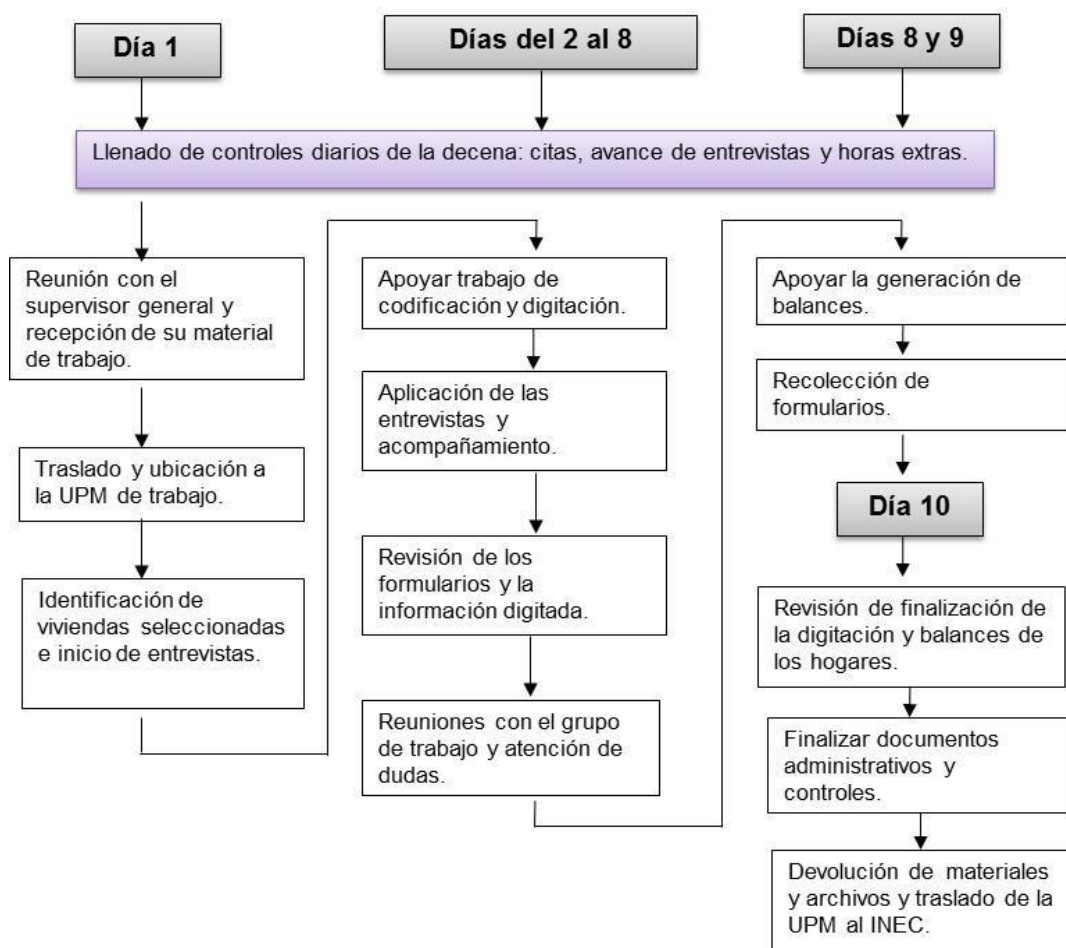 Día 1
Días del 2 al 8
Días 8 y 9
Llenado de controles diarios de la decena: citas, avance de entrevistas y horas extras.
Reunión con el
supervisor general y
recepción de su material
de trabajo.
Traslado y ubicación a
la UPM de trabajo.
Identificación de
viviendas seleccionadas
e inicio de entrevistas.
Apoyar trabajo de
codificación y digitación.
Aplicación de las
entrevistas y
acompañamiento.
Revisión de los
formularios y la
información digitada.
Reuniones con el grupo
de trabajo y atención de
dudas.
Apoyar la generación de
balances.
Recolección de
formularios.
Día 10
Revisión de finalización de
la digitación y balances de
los hogares.
Finalizar documentos
administrativos y
controles.
Devolución de materiales
y archivos y traslado de la
UPM al INEC.